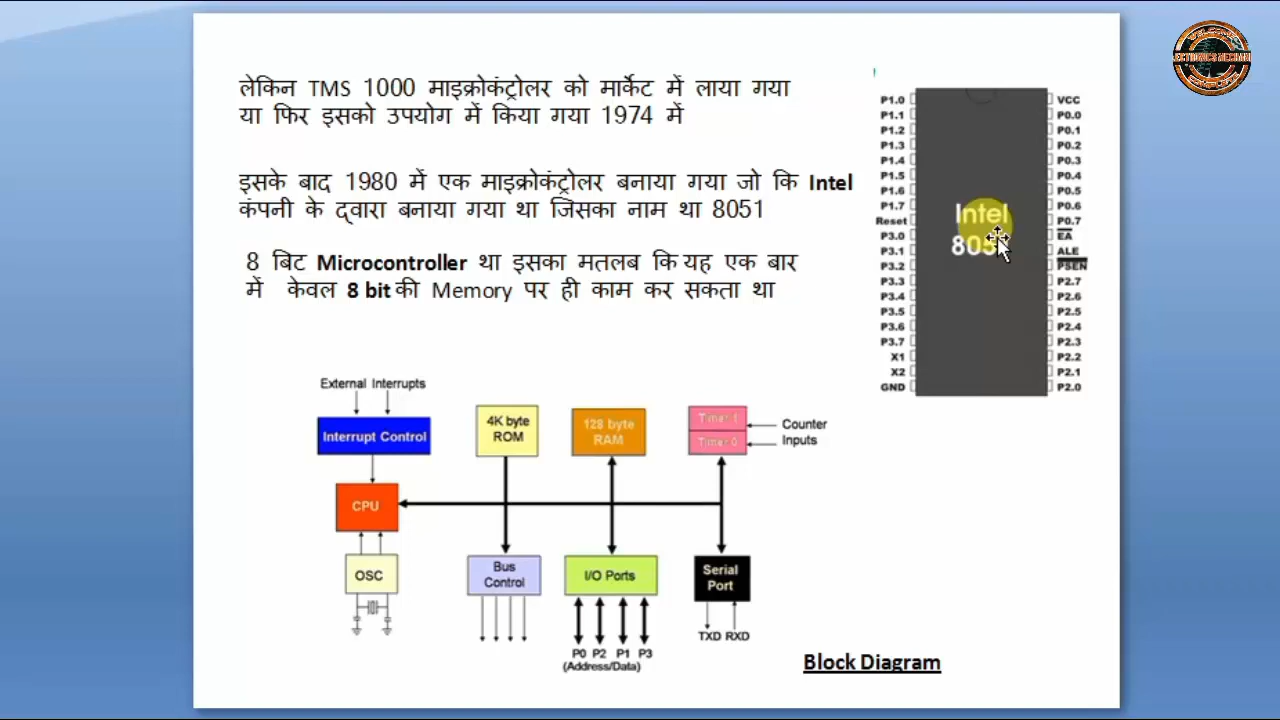 लेकिन TMS 1000 माइक्रोकंट्रोलर को मार्केट में लाया गया
या फिर इसको उपयोग में किया गया 1974 में
इसके बाद 1980 में एक माइक्रोकंट्रोलर बनाया गया जो कि Intel
कंपनी के द्वारा बनाया गया था जिसका नाम था 8051
8 बिट Microcontroller था इसका मतलब कि यह एक बार
में केवल 8 bit की Memory पर ही काम कर सकता था
P1.0 VCC
P1.1 P0.0
P1.2 P0.1
P1.3 P0.2
P1.4 P0.3
P1.5 P0.4
P1.6 P0.5
P1.7 P0.6
Reset P0.7
P3.0 EA
P3.1 ALE
P3.2 PSEN
P3.3 P2.7
P3.4 P2.6
P3.5 P2.5
P3.6 P2.4
P3.7 P2.3
X1 P2.2
X2 P2.1
GND P2.0
Intel
8051
External Interrupts
Interrupt Control
4K byte
ROM
128 byte
RAM
Timer 1
Timer 0
Counter
Inputs
CPU
OSC
Bus
Control
I/O Ports
Serial
Port
TXD RXD
P0 P2 P1 P3
(Address/Data)
Block Diagram